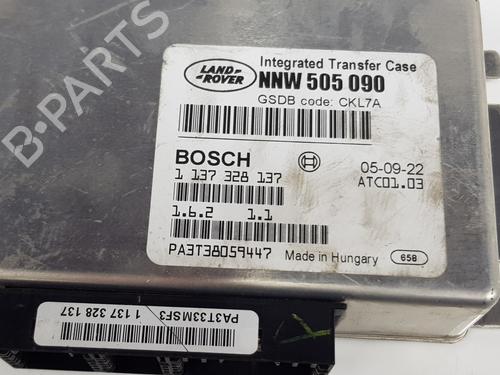 LAND
ROVER
Integrated Transfer Case
NNW 505 090
GSDB code: CKL7A
BOSCH
05-09-22
1 137 328 137
ATC01.03
1.6.2 1.1
PA3T38059447
Made in Hungary
658
PA3T33MSF3
1 137 328 137